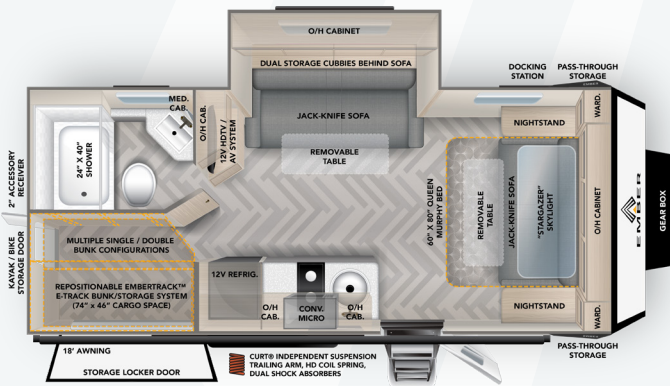 O/H CABINET
DUAL STORAGE CUBBIES BEHIND SOFA
JACK-KNIFE SOFA
REMOVABLE
TABLE
DOCKING
STATION
PASS-THROUGH
STORAGE
MED.
CAB.
O/H CAB.
12V HDTV /
AV SYSTEM
24" X 40"
SHOWER
2" ACCESSORY
RECEIVER
KAYAK / BIKE
STORAGE DOOR
MULTIPLE SINGLE / DOUBLE
BUNK CONFIGURATIONS
REPOSITIONABLE EMBERTRACK™
E-TRACK BUNK/STORAGE SYSTEM
(74" x 46" CARGO SPACE)
12V REFRIG.
O/H
CAB.
CONV.
MICRO
O/H
CAB.
NIGHTSTAND
WARD.
60" X 80" QUEEN
MURPHY BED
REMOVABLE
TABLE
JACK-KNIFE SOFA
"STARGAZER"
SKYLIGHT
O/H CABINET
EMBER
GEAR BOX
NIGHTSTAND
WARD.
PASS-THROUGH
STORAGE
18' AWNING
STORAGE LOCKER DOOR
CURT® INDEPENDENT SUSPENSION
TRAILING ARM, HD COIL SPRING,
DUAL SHOCK ABSORBERS